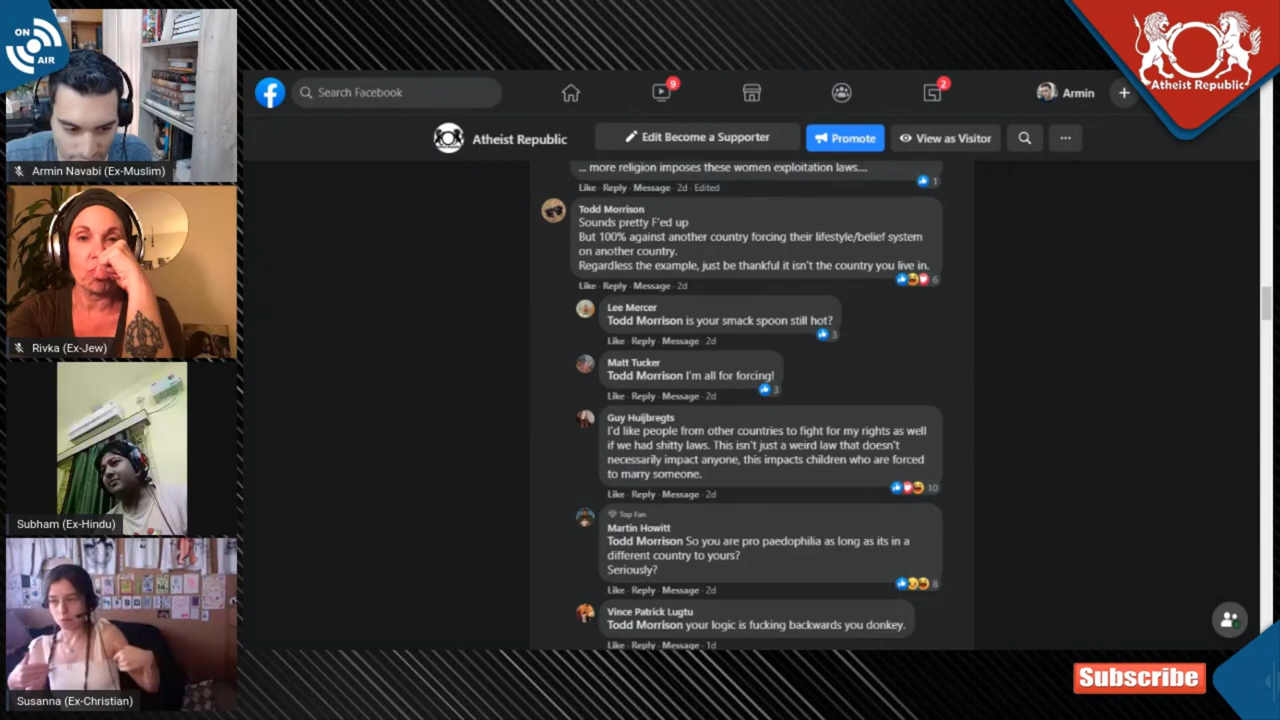 ON
AIR
Armin Navabi (Ex-Muslim)
Rivka (Ex-Jew)
Subham (Ex-Hindu)
Susanna (Ex-Christian)
Search Facebook
9
2
Armin
Atheist Republic
Atheist Republic
Edit Become a Supporter
Promote
View as Visitor
... more religion imposes these women exploitation laws....
1
Like · Reply · Message · 2d · Edited
Todd Morrison
Sounds pretty F'ed up
But 100% against another country forcing their lifestyle/belief system
on another country.
Regardless the example, just be thankful it isn't the country you live in.
6
Like · Reply · Message · 2d
Lee Mercer
Todd Morrison is your smack spoon still hot?
3
Like · Reply · Message · 2d
Matt Tucker
Todd Morrison I'm all for forcing!
3
Like · Reply · Message · 2d
Guy Huijbregts
I'd like people from other countries to fight for my rights as well
if we had shitty laws. This isn't just a weird law that doesn't
necessarily impact anyone, this impacts children who are forced
to marry someone.
10
Like · Reply · Message · 2d
Top Fan
Martin Howitt
Todd Morrison So you are pro paedophilia as long as its in a
different country to yours?
Seriously?
8
Like · Reply · Message · 2d
Vince Patrick Lugtu
Todd Morrison your logic is fucking backwards you donkey.
Like · Reply · Message · 1d
Subscribe